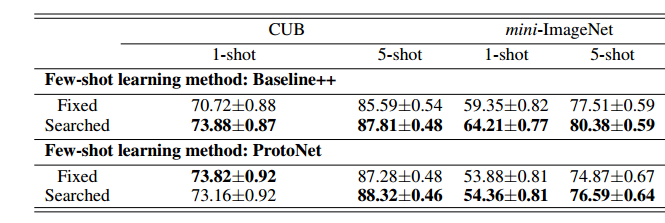 CUB mini-ImageNet
1-shot 5-shot 1-shot 5-shot
Few-shot learning method: Baseline++
Fixed 70.72±0.88 85.59±0.54 59.35±0.82 77.51±0.59
Searched 73.88±0.87 87.81±0.48 64.21±0.77 80.38±0.59
Few-shot learning method: ProtoNet
Fixed 73.82±0.92 87.28±0.48 53.88±0.81 74.87±0.67
Searched 73.16±0.92 88.32±0.46 54.36±0.81 76.59±0.64